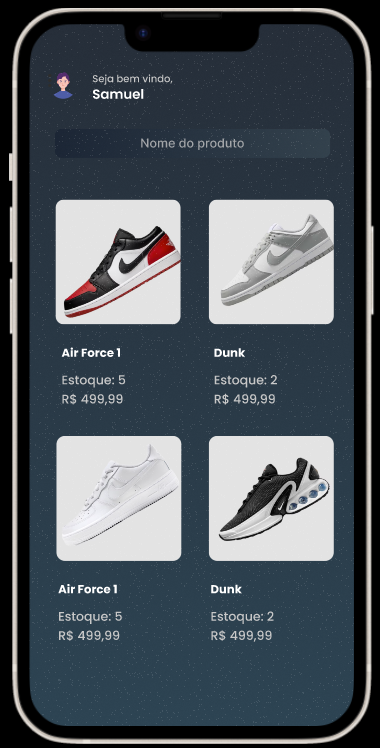 Seja bem vindo,
Samuel
Nome do produto
Air Force 1
Estoque: 5
R$ 499,99
Dunk
Estoque: 2
R$ 499,99
Air Force 1
Estoque: 5
R$ 499,99
Dunk
Estoque: 2
R$ 499,99